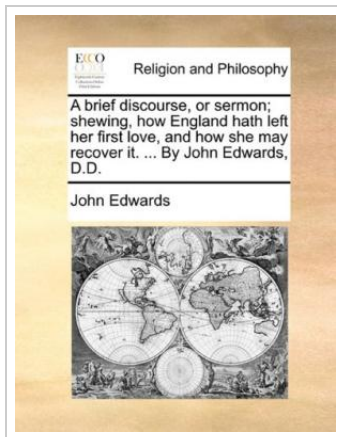 ECCO
Religion and Philosophy
A brief discourse, or sermon;
shewing, how England hath left
her first love, and how she may
recover it. ... By John Edwards,
D.D.
John Edwards